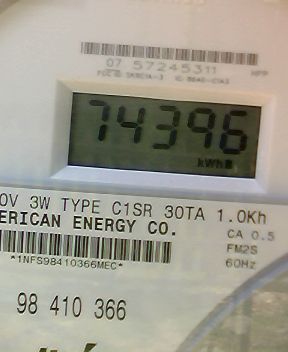 07 57245311
HPP
74396
kWh
0V 3W TYPE C1SR 30TA 1.0Kh
ERICAN ENERGY CO.
CA 0.5
FM2S
60Hz
*1NFS98410366MEC*
98 410 366